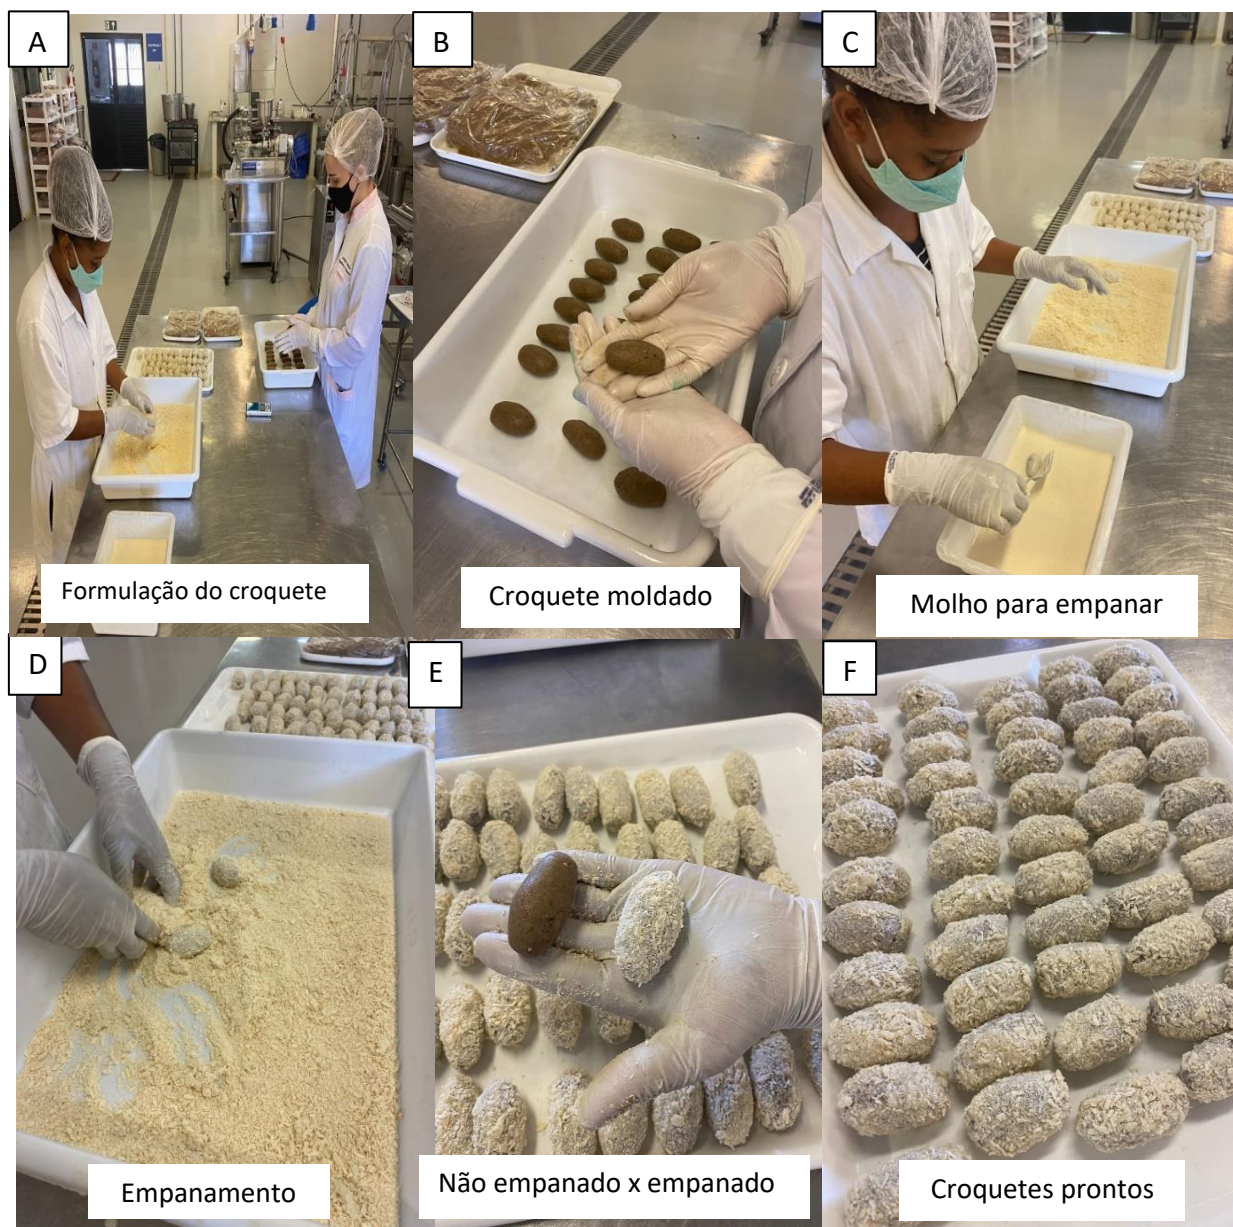 A
B
C
Formulação do croquete
Croquete moldado
Molho para empanar
D
E
F
Empanamento
Não empanado x empanado
Croquetes prontos